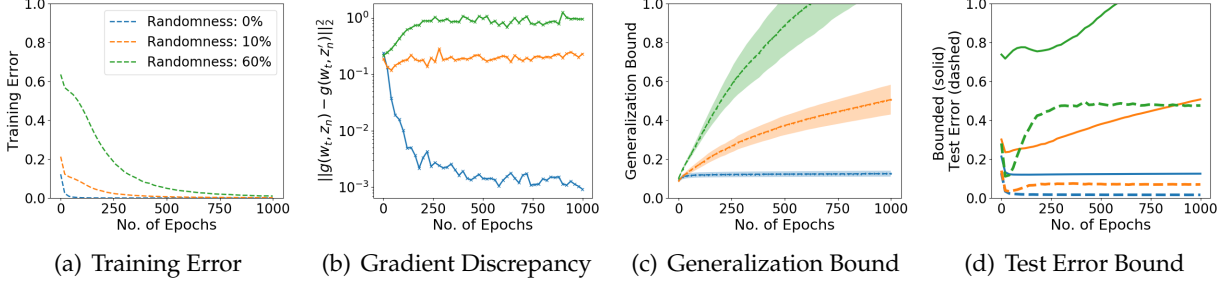 1.0
0.8
0.6
0.4
0.2
0.0
Training Error
Randomness: 0%
Randomness: 10%
Randomness: 60%
0 250 500 750 1000
No. of Epochs
(a) Training Error
10⁰
10⁻¹
10⁻²
10⁻³
||g(w_t, z_n) − g(w_t, z'_n)||²₂
0 250 500 750 1000
No. of Epochs
(b) Gradient Discrepancy
1.0
0.8
0.6
0.4
0.2
0.0
Generalization Bound
0 250 500 750 1000
No. of Epochs
(c) Generalization Bound
1.0
0.8
0.6
0.4
0.2
0.0
Bounded (solid)
Test Error (dashed)
0 250 500 750 1000
No. of Epochs
(d) Test Error Bound